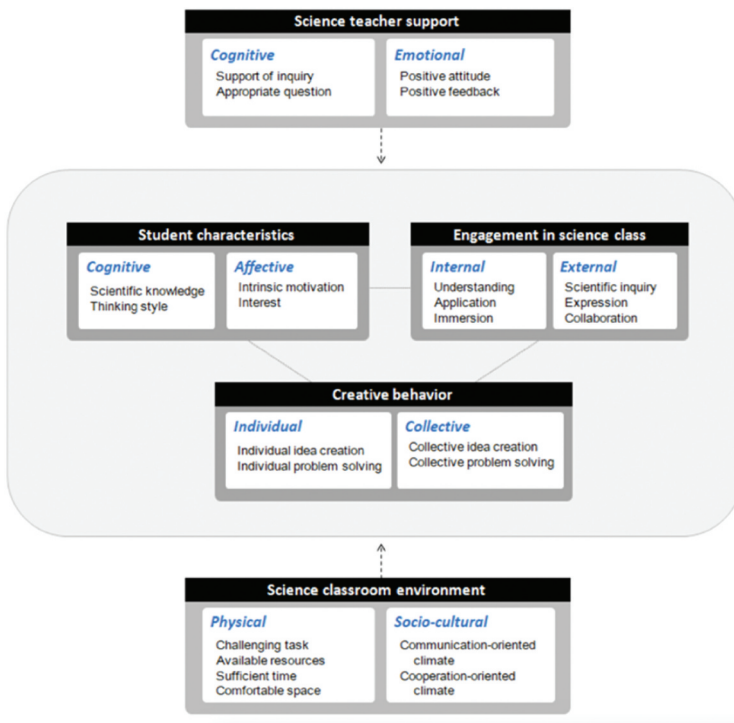 Science teacher support
Cognitive
Support of inquiry
Appropriate question
Emotional
Positive attitude
Positive feedback
Student characteristics
Cognitive
Scientific knowledge
Thinking style
Affective
Intrinsic motivation
Interest
Engagement in science class
Internal
Understanding
Application
Immersion
External
Scientific inquiry
Expression
Collaboration
Creative behavior
Individual
Individual idea creation
Individual problem solving
Collective
Collective idea creation
Collective problem solving
Science classroom environment
Physical
Challenging task
Available resources
Sufficient time
Comfortable space
Socio-cultural
Communication-oriented
climate
Cooperation-oriented
climate